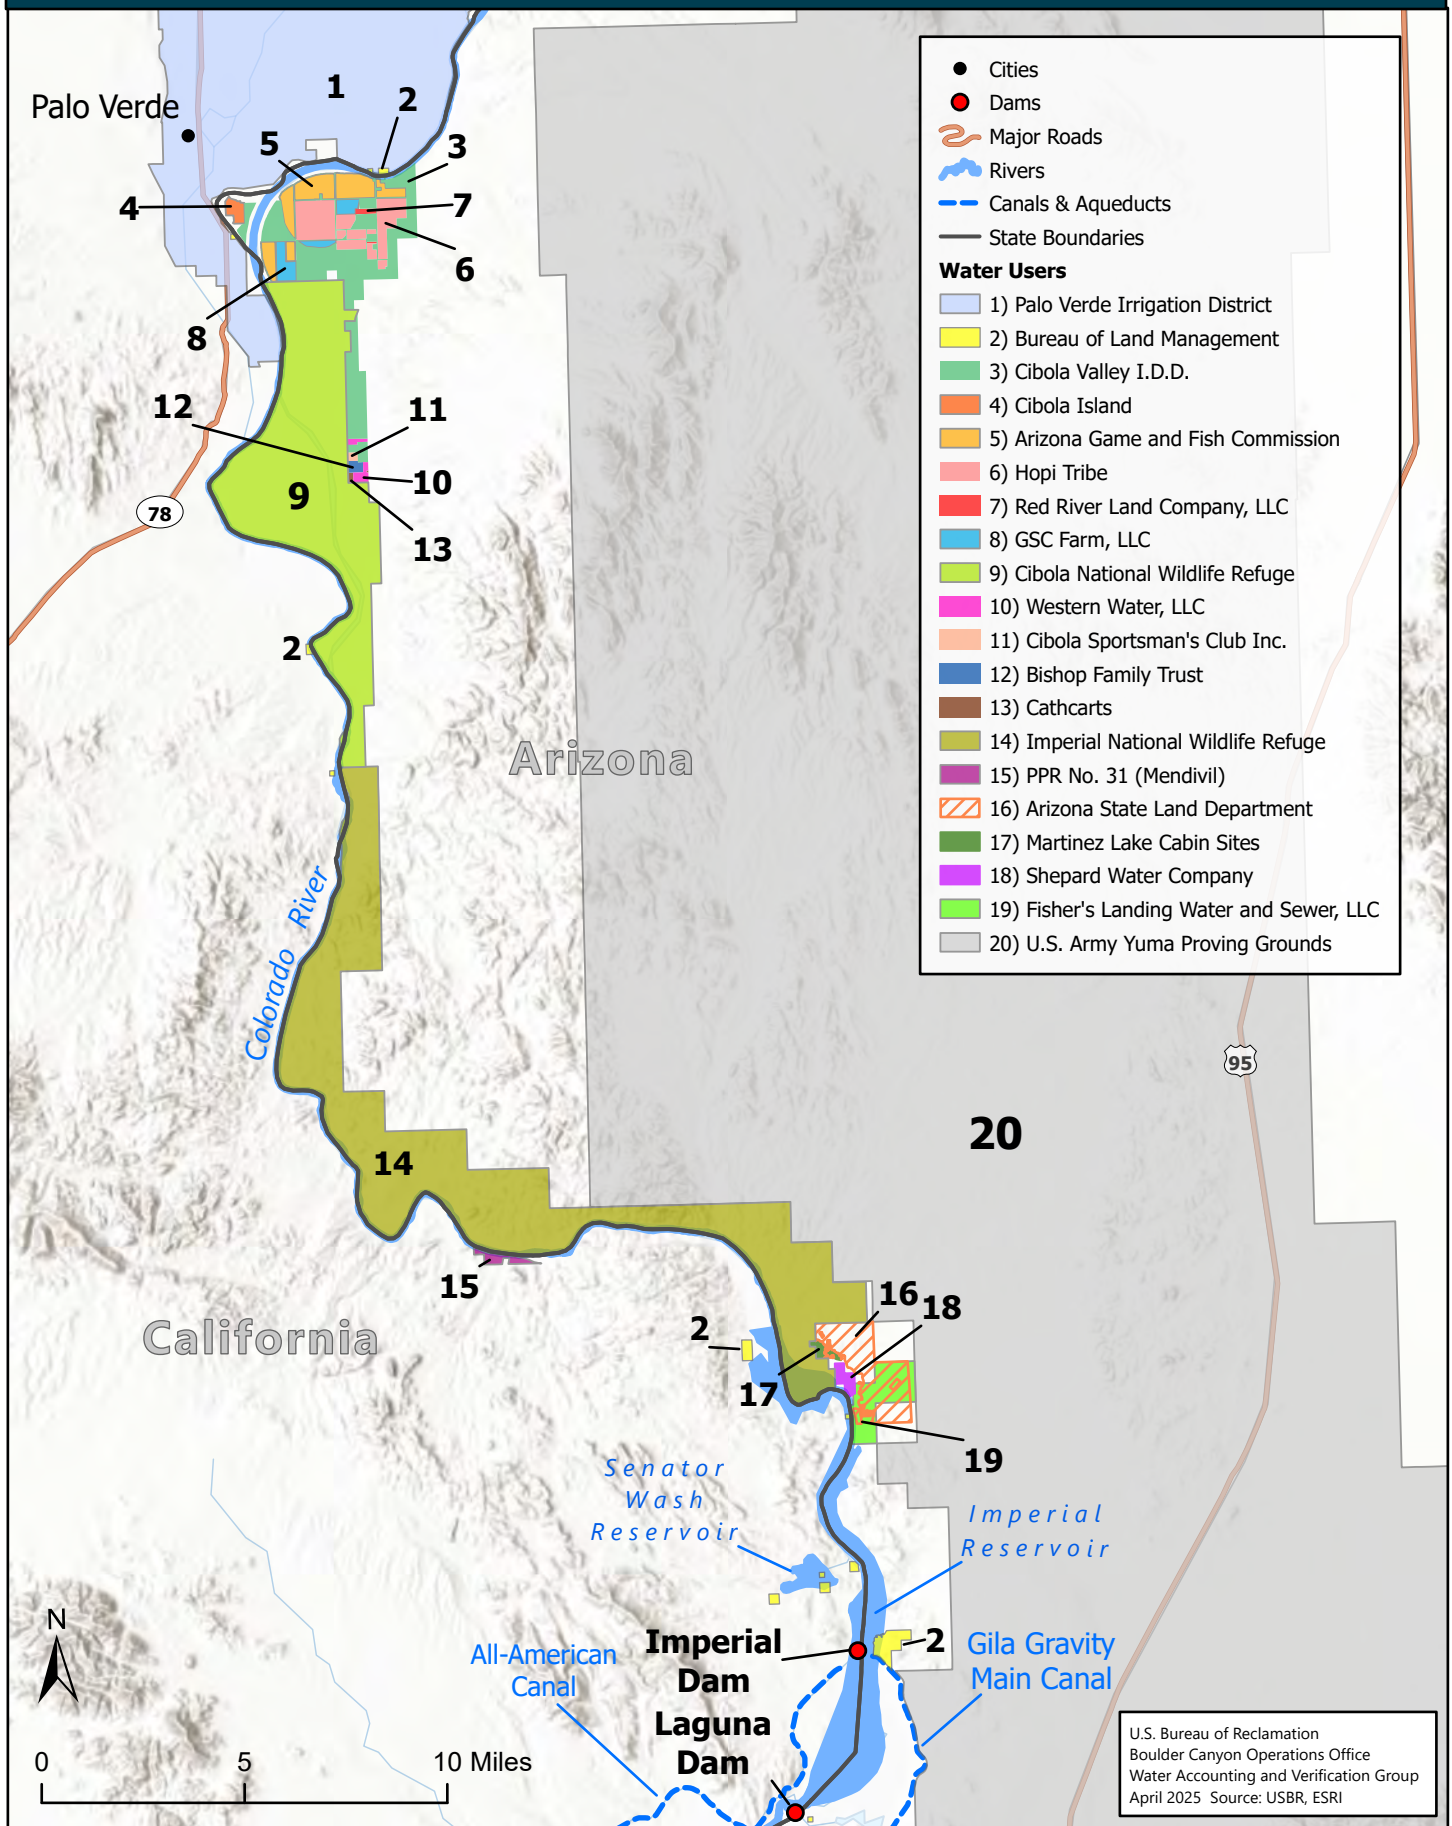 Palo Verde
1
2
5
3
4
7
6
8
12
11
10
9
13
78
2
Arizona
Colorado River
14
15
California
20
95
16
18
2
17
19
Senator
Wash
Reservoir
Imperial
Reservoir
Imperial
Dam
2
Gila Gravity
Main Canal
All-American
Canal
Laguna
Dam
N
0 5 10 Miles
Cities
Dams
Major Roads
Rivers
Canals & Aqueducts
State Boundaries
Water Users
1) Palo Verde Irrigation District
2) Bureau of Land Management
3) Cibola Valley I.D.D.
4) Cibola Island
5) Arizona Game and Fish Commission
6) Hopi Tribe
7) Red River Land Company, LLC
8) GSC Farm, LLC
9) Cibola National Wildlife Refuge
10) Western Water, LLC
11) Cibola Sportsman's Club Inc.
12) Bishop Family Trust
13) Cathcarts
14) Imperial National Wildlife Refuge
15) PPR No. 31 (Mendivil)
16) Arizona State Land Department
17) Martinez Lake Cabin Sites
18) Shepard Water Company
19) Fisher's Landing Water and Sewer, LLC
20) U.S. Army Yuma Proving Grounds
U.S. Bureau of Reclamation
Boulder Canyon Operations Office
Water Accounting and Verification Group
April 2025 Source: USBR, ESRI